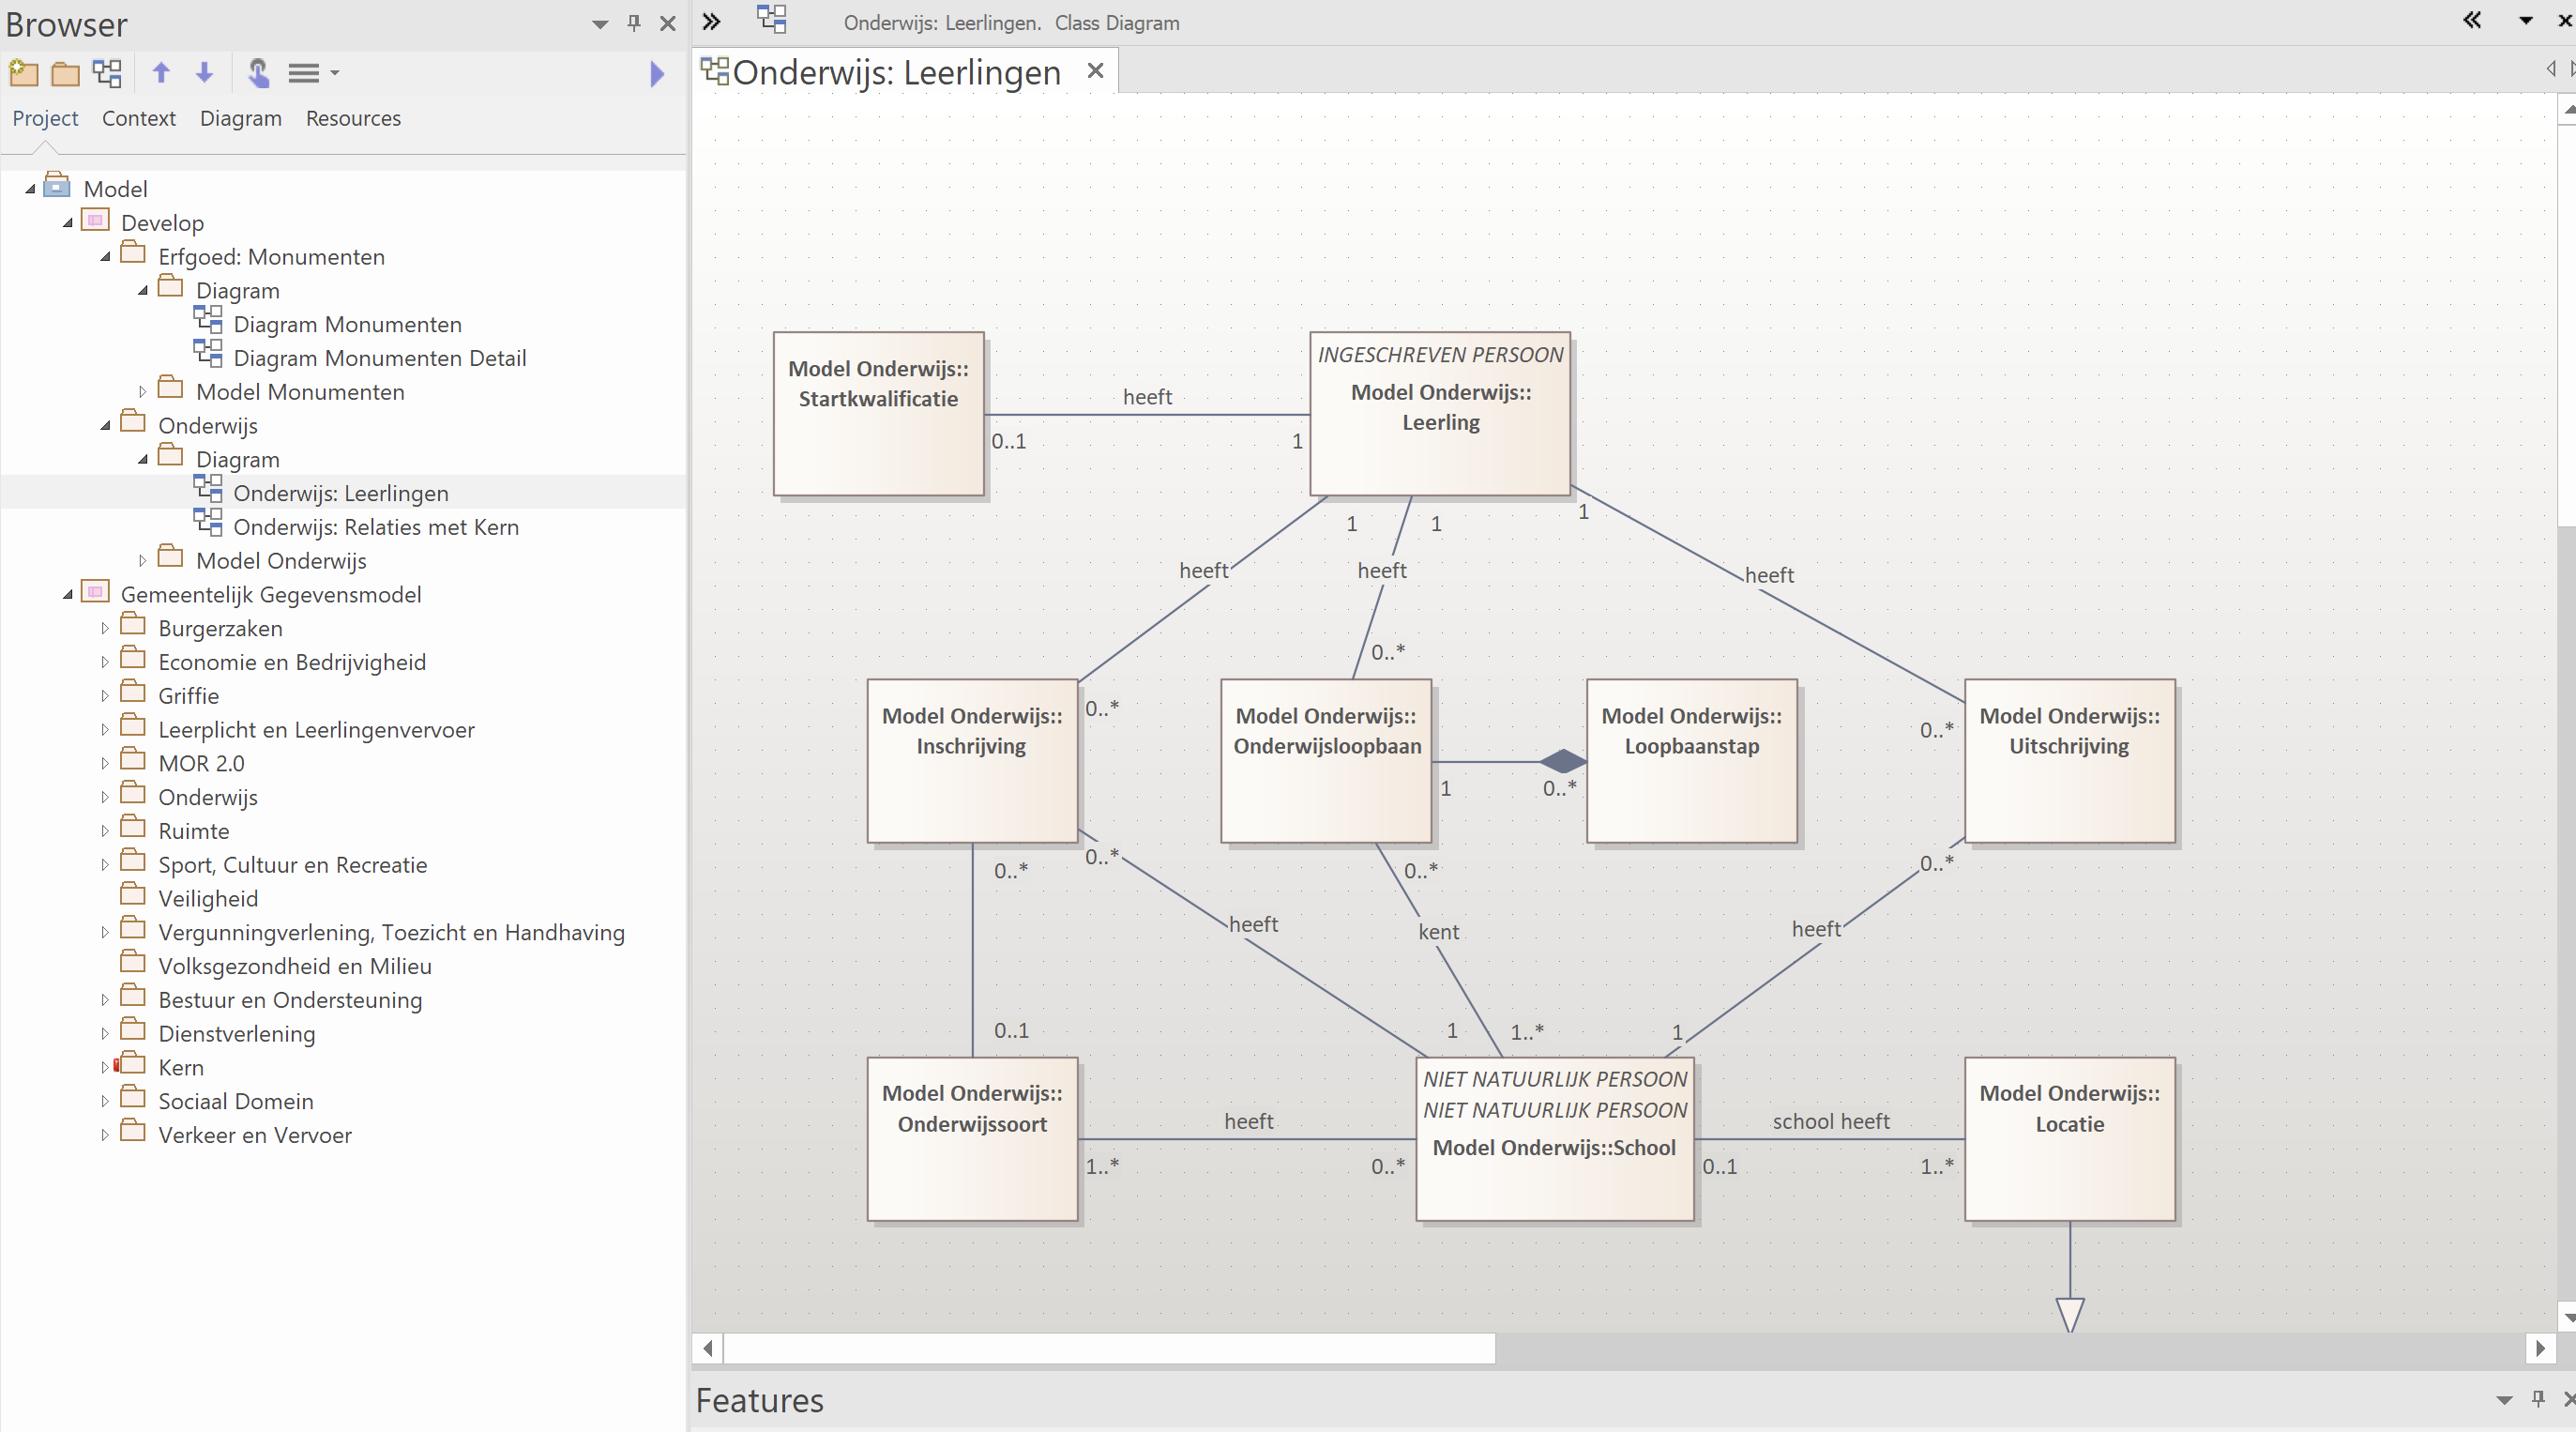 Browser
Project Context Diagram Resources
Model
Develop
Erfgoed: Monumenten
Diagram
Diagram Monumenten
Diagram Monumenten Detail
Model Monumenten
Onderwijs
Diagram
Onderwijs: Leerlingen
Onderwijs: Relaties met Kern
Model Onderwijs
Gemeentelijk Gegevensmodel
Burgerzaken
Economie en Bedrijvigheid
Griffie
Leerplicht en Leerlingenvervoer
MOR 2.0
Onderwijs
Ruimte
Sport, Cultuur en Recreatie
Veiligheid
Vergunningverlening, Toezicht en Handhaving
Volksgezondheid en Milieu
Bestuur en Ondersteuning
Dienstverlening
Kern
Sociaal Domein
Verkeer en Vervoer
Onderwijs: Leerlingen. Class Diagram
Onderwijs: Leerlingen
Model Onderwijs::
Startkwalificatie
heeft
0..1
1
INGESCHREVEN PERSOON
Model Onderwijs::
Leerling
1
1
1
heeft
heeft
heeft
0..*
0..*
0..*
Model Onderwijs::
Inschrijving
Model Onderwijs::
Onderwijsloopbaan
1
0..*
Model Onderwijs::
Loopbaanstap
Model Onderwijs::
Uitschrijving
0..*
0..*
0..*
0..*
heeft
kent
heeft
0..1
1
1..*
1
Model Onderwijs::
Onderwijssoort
heeft
1..*
0..*
NIET NATUURLIJK PERSOON
NIET NATUURLIJK PERSOON
Model Onderwijs::School
school heeft
0..1
1..*
Model Onderwijs::
Locatie
Features